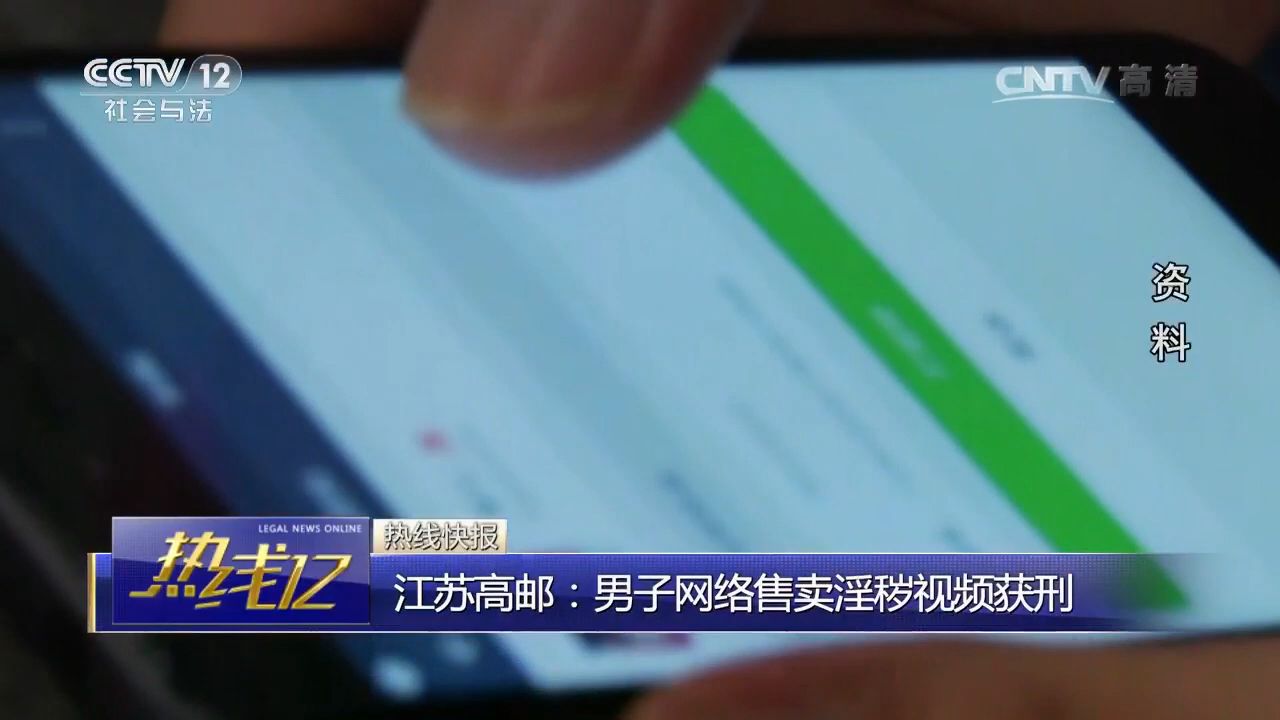 CCTV 12
社会与法
CNTV 高清
资料
LEGAL NEWS ONLINE
热线12
热线快报
江苏高邮：男子网络售卖淫秽视频获刑